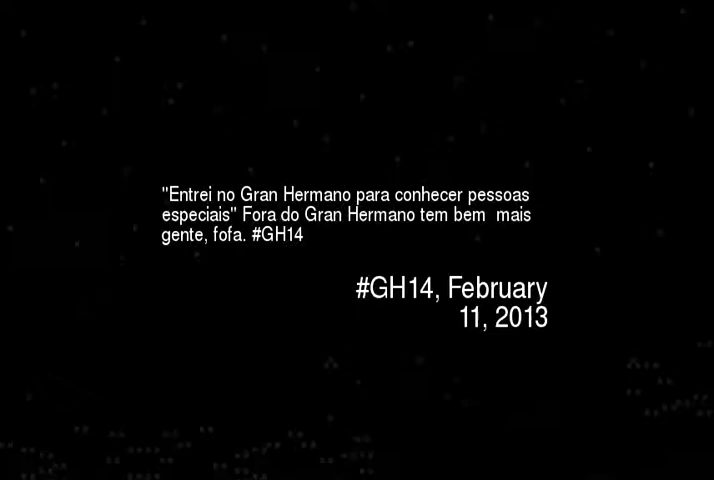 "Entrei no Gran Hermano para conhecer pessoas
especiais" Fora do Gran Hermano tem bem  mais
gente, fofa. #GH14
#GH14, February
11, 2013